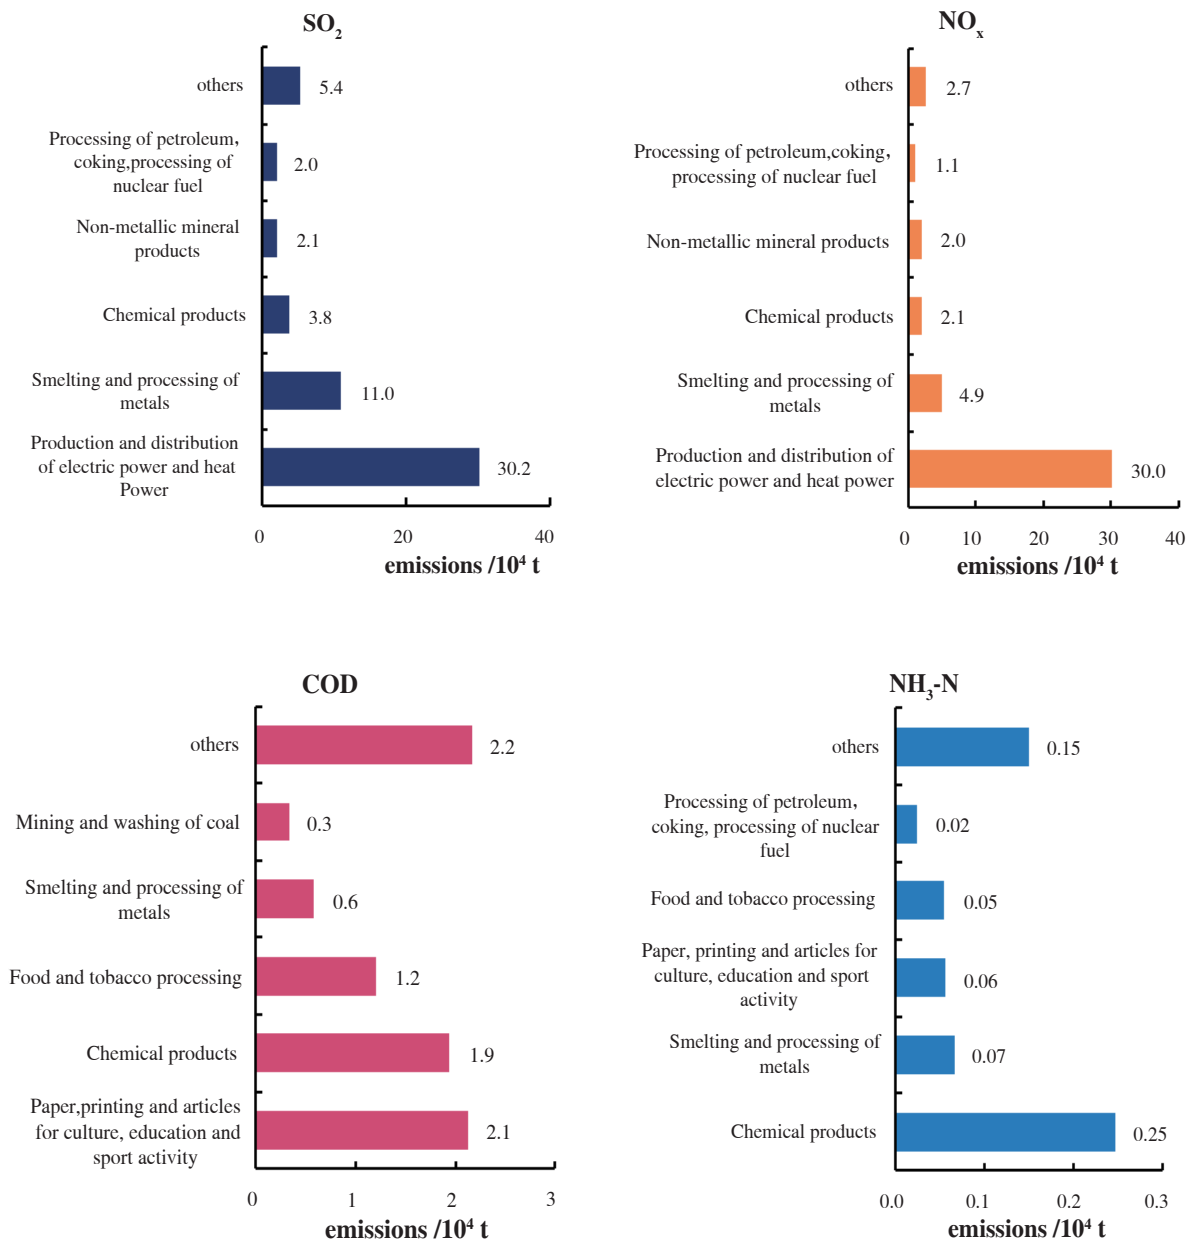 SO2
others
5.4
Processing of petroleum,
coking,processing of
nuclear fuel
2.0
Non-metallic mineral
products
2.1
Chemical products
3.8
Smelting and processing of
metals
11.0
Production and distribution
of electric power and heat
Power
30.2
0 20 40
emissions /10⁴ t
NOx
others
2.7
Processing of petroleum,coking,
processing of nuclear fuel
1.1
Non-metallic mineral products
2.0
Chemical products
2.1
Smelting and processing of
metals
4.9
Production and distribution of
electric power and heat power
30.0
0 10 20 30 40
emissions /10⁴ t
COD
others
2.2
Mining and washing of coal
0.3
Smelting and processing of
metals
0.6
Food and tobacco processing
1.2
Chemical products
1.9
Paper,printing and articles
for culture, education and
sport activity
2.1
0 1 2 3
emissions /10⁴ t
NH3-N
others
0.15
Processing of petroleum,
coking, processing of nuclear
fuel
0.02
Food and tobacco processing
0.05
Paper, printing and articles for
culture, education and sport
activity
0.06
Smelting and processing of
metals
0.07
Chemical products
0.25
0.0 0.1 0.2 0.3
emissions /10⁴ t